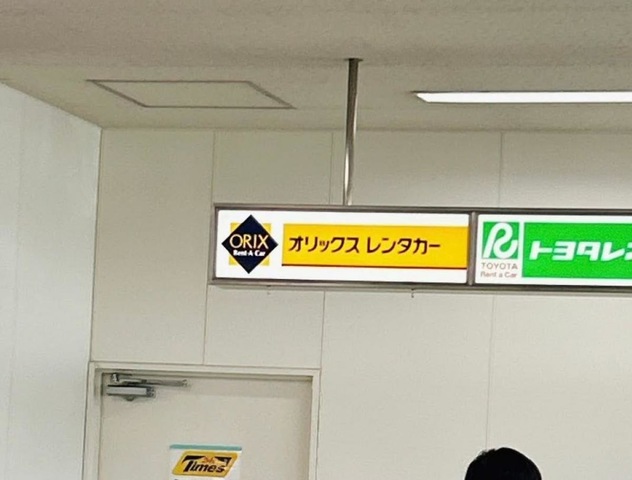 ORIX
Rent-A-Car
オリックス レンタカー
TOYOTA
Rent a Car
トヨタレ
Times